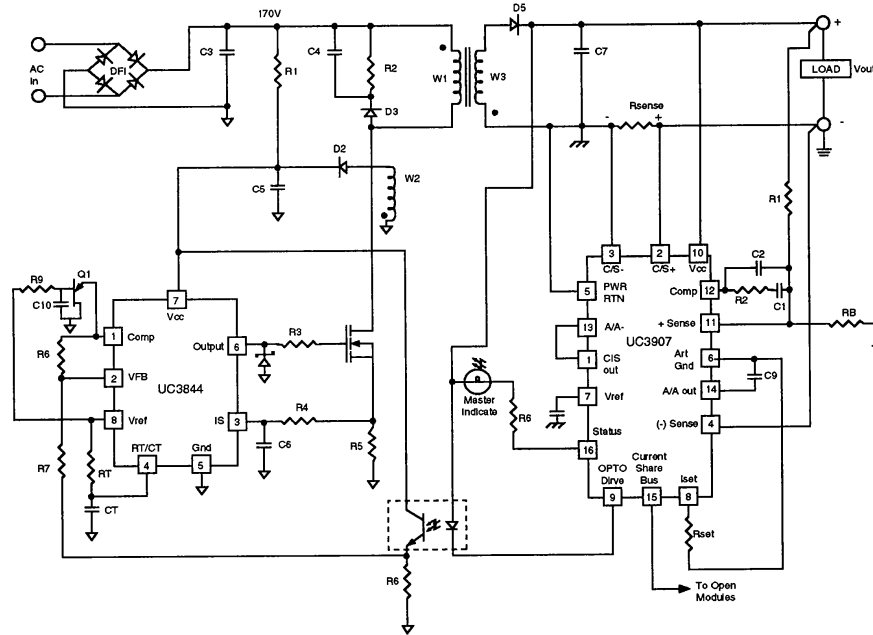 170V
D5
+
AC
In
DFI
C3
C4
R1
R2
W1
W3
C7
LOAD
Vout
D3
Rsense
-
+
-
D2
C5
W2
R1
3
2
10
C/S-
C/S+
Vcc
C2
R9
Q1
C10
7
Vcc
5
PWR
RTN
Comp
12
R2
C1
1
Comp
Output
6
R3
13
A/A-
+ Sense
11
RB
R6
UC3907
2
VFB
1
CIS
out
Art
Gnd
6
UC3844
Master
Indicate
7
Vref
A/A out
14
C9
8
Vref
IS
3
R4
R6
Status
(-) Sense
4
C6
R5
16
R7
RT
RT/CT
Gnd
4
5
OPTO
Dirve
Current
Share
Bus
Iset
9
15
8
CT
Rset
R6
To Open
Modules